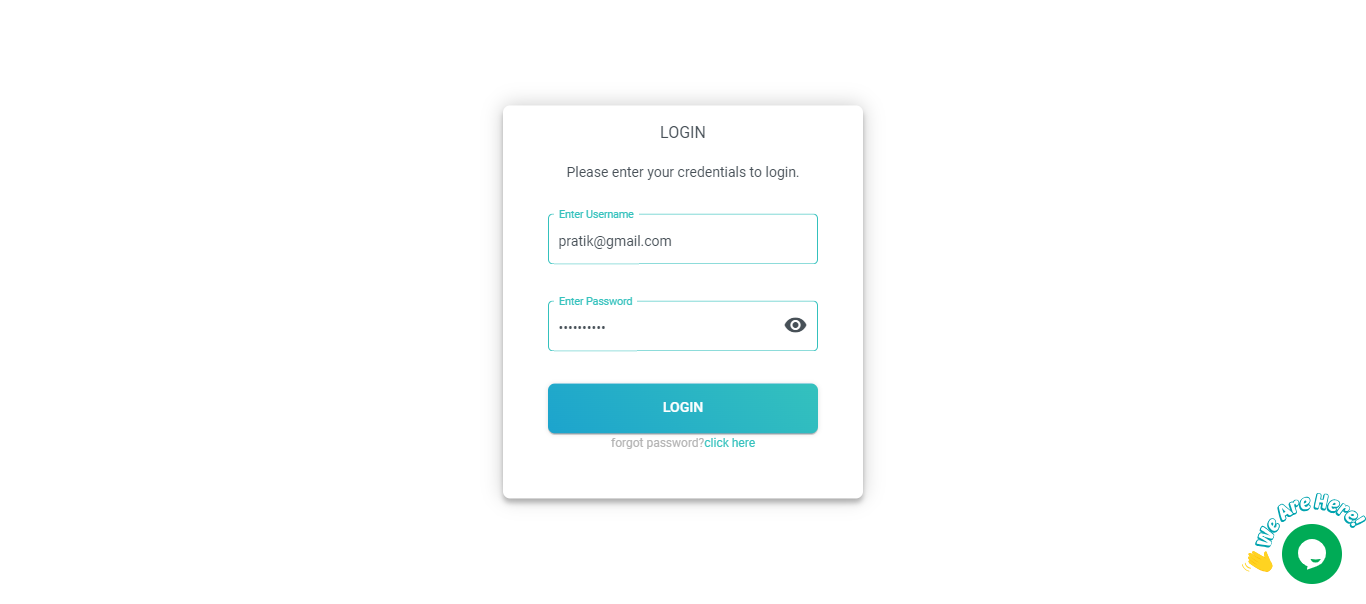 LOGIN
Please enter your credentials to login.
Enter Username
pratik@gmail.com
Enter Password
••••••••••
LOGIN
forgot password?click here
We Are Here!